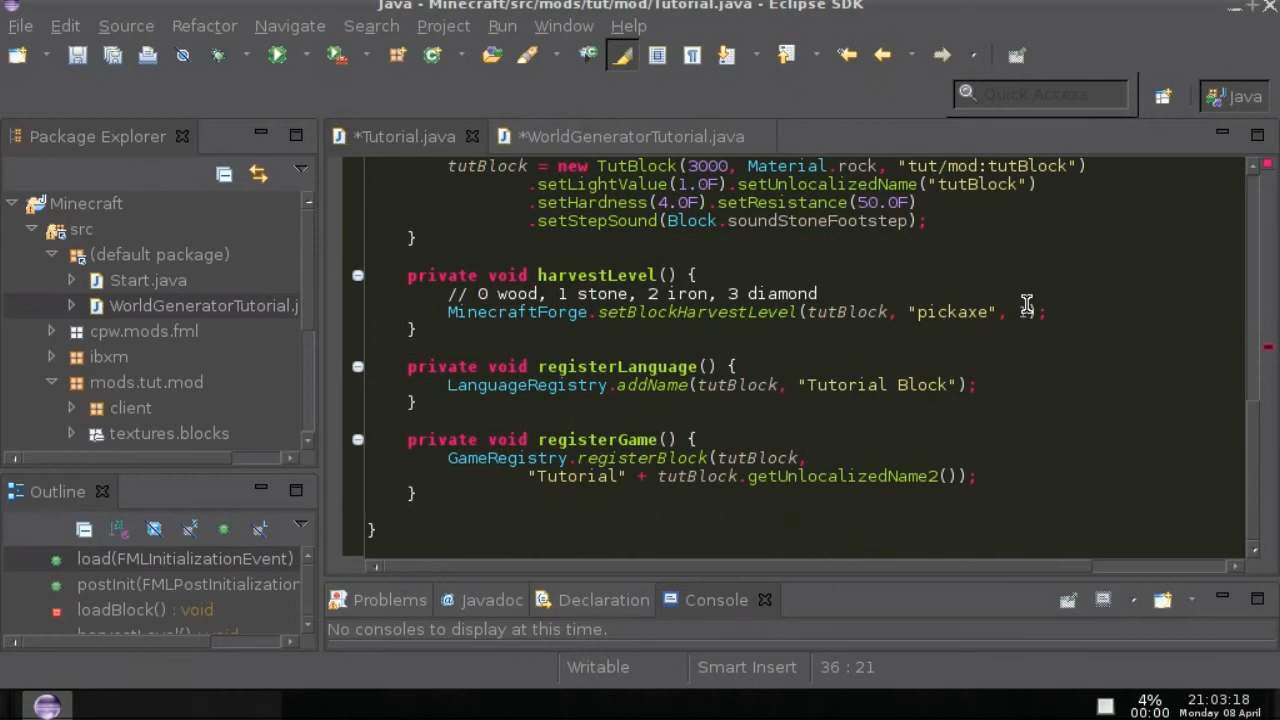 Java - Minecraft/src/mods/tut/mod/Tutorial.java - Eclipse SDK
File Edit Source Refactor Navigate Search Project Run Window Help
Quick Access
Java
Package Explorer
Minecraft
src
(default package)
Start.java
WorldGeneratorTutorial.j
cpw.mods.fml
ibxm
mods.tut.mod
client
textures.blocks
Outline
load(FMLInitializationEvent)
postInit(FMLPostInitialization
loadBlock() : void
harvestLevel() : void
*Tutorial.java
*WorldGeneratorTutorial.java
tutBlock = new TutBlock(3000, Material.rock, "tut/mod:tutBlock")
.setLightValue(1.0F).setUnlocalizedName("tutBlock")
.setHardness(4.0F).setResistance(50.0F)
.setStepSound(Block.soundStoneFootstep);
}
private void harvestLevel() {
// 0 wood, 1 stone, 2 iron, 3 diamond
MinecraftForge.setBlockHarvestLevel(tutBlock, "pickaxe", );
}
private void registerLanguage() {
LanguageRegistry.addName(tutBlock, "Tutorial Block");
}
private void registerGame() {
GameRegistry.registerBlock(tutBlock,
"Tutorial" + tutBlock.getUnlocalizedName2());
}
}
Problems Javadoc Declaration Console
No consoles to display at this time.
Writable Smart Insert 36 : 21
4% 21:03:18
00:00 Monday 08 April